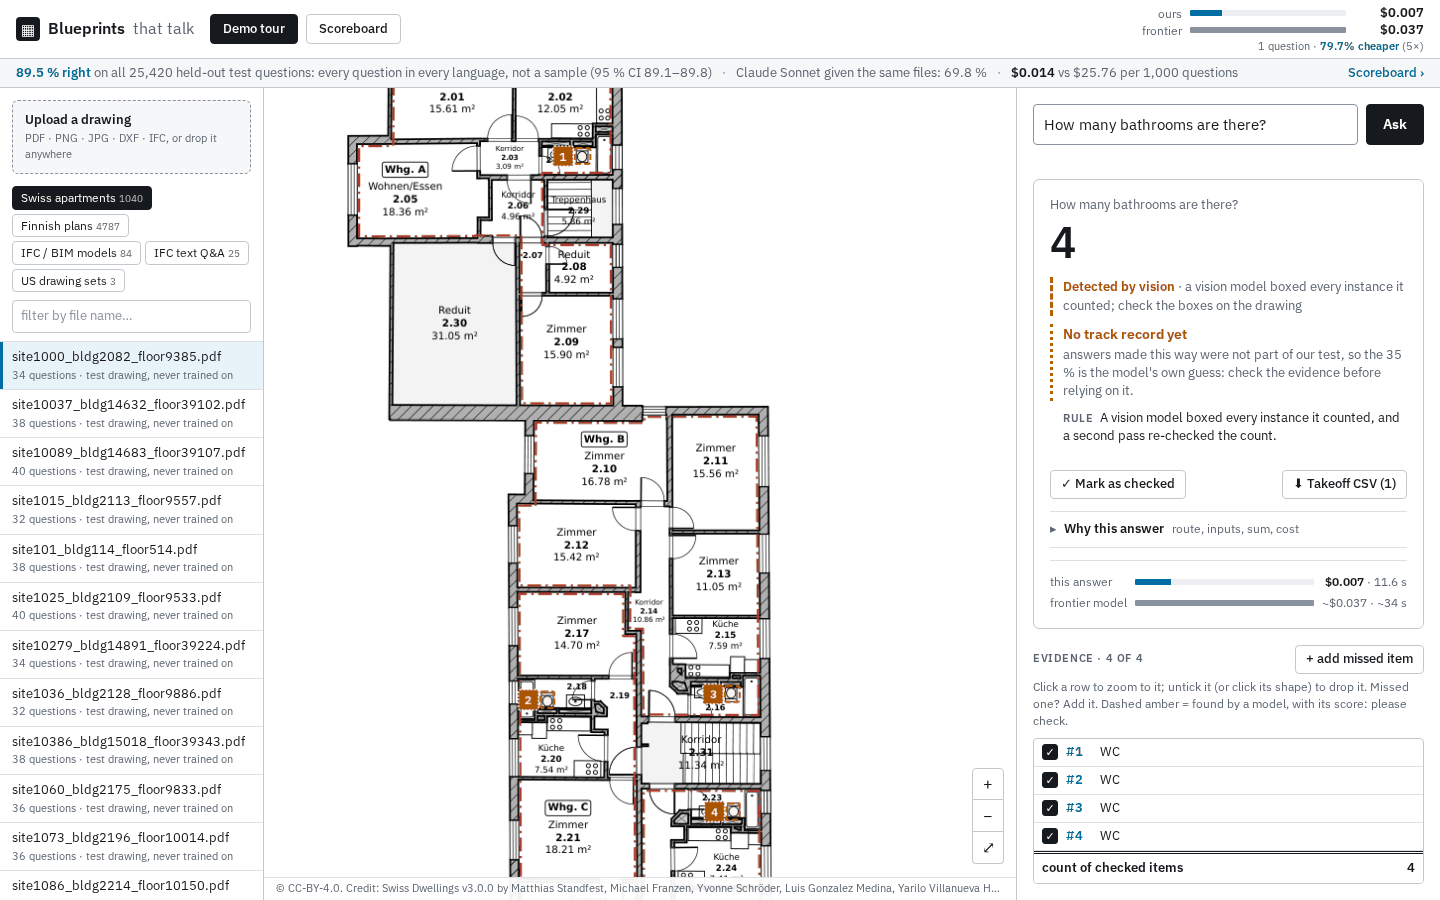 Blueprints that talk
Demo tour
Scoreboard
ours $0.007
frontier $0.037
1 question · 79.7% cheaper (5×)
89.5 % right on all 25,420 held-out test questions: every question in every language, not a sample (95 % CI 89.1–89.8) · Claude Sonnet given the same files: 69.8 % · $0.014 vs $25.76 per 1,000 questions
Scoreboard ›
Upload a drawing
PDF · PNG · JPG · DXF · IFC, or drop it
anywhere
Swiss apartments 1040
Finnish plans 4787
IFC / BIM models 84
IFC text Q&A 25
US drawing sets 3
filter by file name...
site1000_bldg2082_floor9385.pdf
34 questions · test drawing, never trained on
site10037_bldg14632_floor39102.pdf
38 questions · test drawing, never trained on
site10089_bldg14683_floor39107.pdf
40 questions · test drawing, never trained on
site1015_bldg2113_floor9557.pdf
32 questions · test drawing, never trained on
site101_bldg114_floor514.pdf
38 questions · test drawing, never trained on
site1025_bldg2109_floor9533.pdf
40 questions · test drawing, never trained on
site10279_bldg14891_floor39224.pdf
34 questions · test drawing, never trained on
site1036_bldg2128_floor9886.pdf
32 questions · test drawing, never trained on
site10386_bldg15018_floor39343.pdf
38 questions · test drawing, never trained on
site1060_bldg2175_floor9833.pdf
36 questions · test drawing, never trained on
site1073_bldg2196_floor10014.pdf
36 questions · test drawing, never trained on
site1086_bldg2214_floor10150.pdf
2.01
15.61 m²
2.02
12.05 m²
Korridor
2.03
3.09 m²
1
Whg. A
Wohnen/Essen
2.05
18.36 m²
Korridor
2.06
4.96 m²
Treppenhaus
2.29
5.86 m²
2.07
Reduit
2.08
4.92 m²
Reduit
2.30
31.05 m²
Zimmer
2.09
15.90 m²
Whg. B
Zimmer
2.10
16.78 m²
Zimmer
2.11
15.56 m²
Zimmer
2.12
15.42 m²
Zimmer
2.13
11.05 m²
Korridor
2.14
10.86 m²
Zimmer
2.17
14.70 m²
Küche
2.15
7.59 m²
2
2.18
2.19
3
2.16
Küche
2.20
7.54 m²
Korridor
2.31
11.34 m²
Whg. C
Zimmer
2.21
18.21 m²
2.23
4
Küche
2.24
+
−
© CC-BY-4.0. Credit: Swiss Dwellings v3.0.0 by Matthias Standfest, Michael Franzen, Yvonne Schröder, Luis Gonzalez Medina, Yarilo Villanueva H...
How many bathrooms are there?
Ask
How many bathrooms are there?
4
Detected by vision · a vision model boxed every instance it
counted; check the boxes on the drawing
No track record yet
answers made this way were not part of our test, so the 35
% is the model's own guess: check the evidence before
relying on it.
RULE A vision model boxed every instance it counted, and
a second pass re-checked the count.
✓ Mark as checked
⬇ Takeoff CSV (1)
▸ Why this answer route, inputs, sum, cost
this answer $0.007 · 11.6 s
frontier model ~$0.037 · ~34 s
EVIDENCE · 4 OF 4
+ add missed item
Click a row to zoom to it; untick it (or click its shape) to drop it. Missed
one? Add it. Dashed amber = found by a model, with its score: please
check.
✓ #1 WC
✓ #2 WC
✓ #3 WC
✓ #4 WC
count of checked items 4